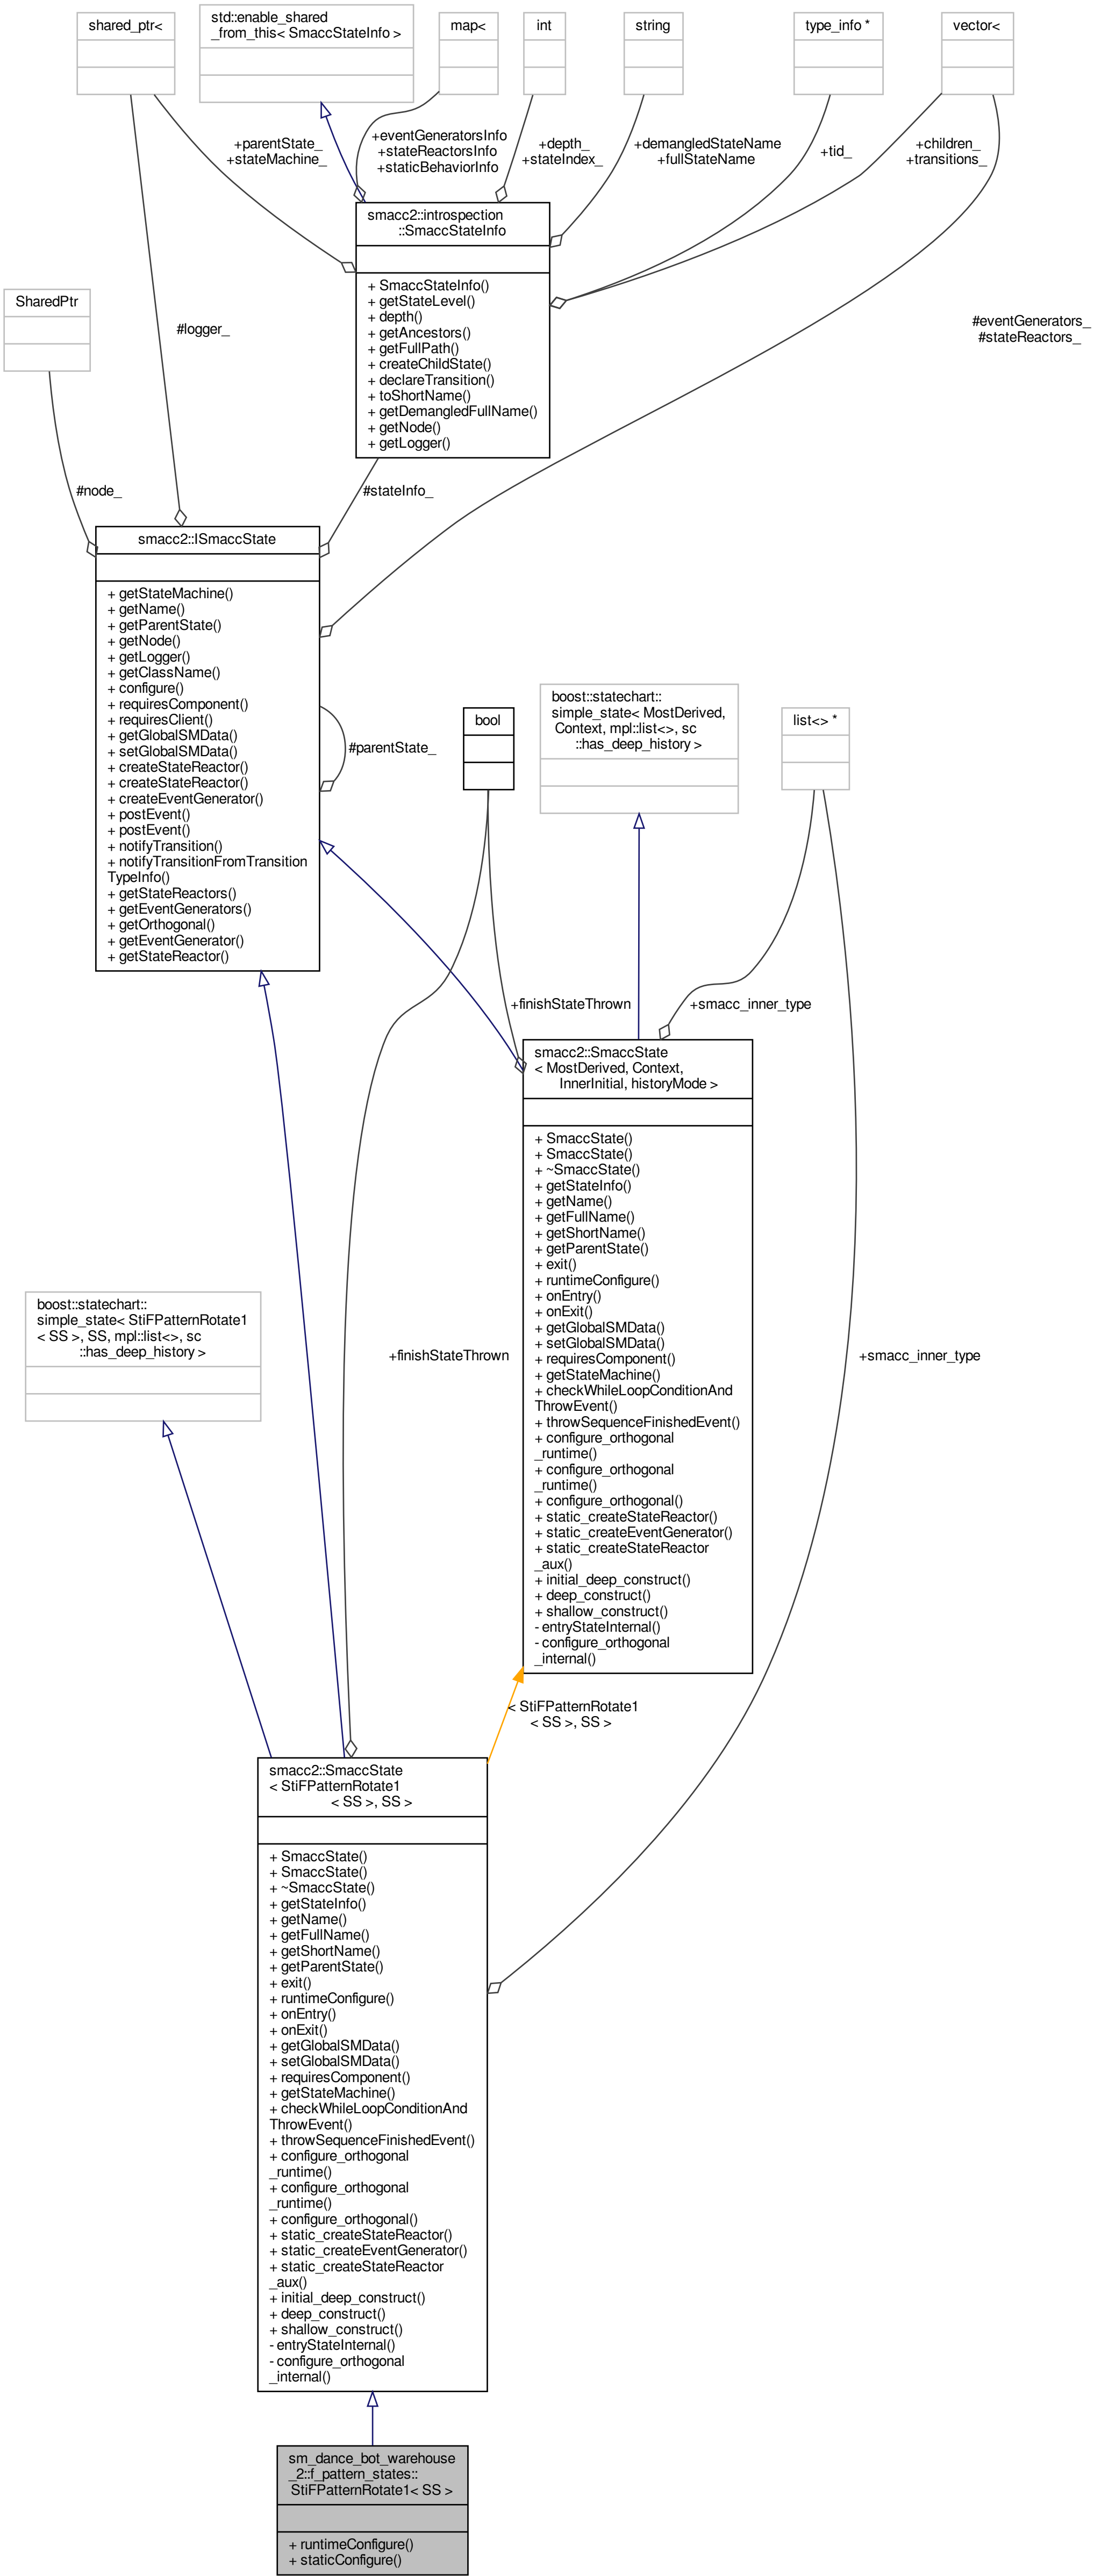 shared_ptr<
std::enable_shared
_from_this< SmaccStateInfo >
map<
int
string
type_info *
vector<
+parentState_
+stateMachine_
+eventGeneratorsInfo
+stateReactorsInfo
+staticBehaviorInfo
+depth_
+stateIndex_
+demangledStateName
+fullStateName
+tid_
+children_
+transitions_
smacc2::introspection
::SmaccStateInfo
+ SmaccStateInfo()
+ getStateLevel()
+ depth()
+ getAncestors()
+ getFullPath()
+ createChildState()
+ declareTransition()
+ toShortName()
+ getDemangledFullName()
+ getNode()
+ getLogger()
SharedPtr
#logger_
#eventGenerators_
#stateReactors_
#node_
#stateInfo_
smacc2::ISmaccState
+ getStateMachine()
+ getName()
+ getParentState()
+ getNode()
+ getLogger()
+ getClassName()
+ configure()
+ requiresComponent()
+ requiresClient()
+ getGlobalSMData()
+ setGlobalSMData()
+ createStateReactor()
+ createStateReactor()
+ createEventGenerator()
+ postEvent()
+ postEvent()
+ notifyTransition()
+ notifyTransitionFromTransition
TypeInfo()
+ getStateReactors()
+ getEventGenerators()
+ getOrthogonal()
+ getEventGenerator()
+ getStateReactor()
#parentState_
bool
boost::statechart::
simple_state< MostDerived,
Context, mpl::list<>, sc
::has_deep_history >
list<> *
+finishStateThrown
+smacc_inner_type
smacc2::SmaccState
< MostDerived, Context,
InnerInitial, historyMode >
+ SmaccState()
+ SmaccState()
+ ~SmaccState()
+ getStateInfo()
+ getName()
+ getFullName()
+ getShortName()
+ getParentState()
+ exit()
+ runtimeConfigure()
+ onEntry()
+ onExit()
+ getGlobalSMData()
+ setGlobalSMData()
+ requiresComponent()
+ getStateMachine()
+ checkWhileLoopConditionAnd
ThrowEvent()
+ throwSequenceFinishedEvent()
+ configure_orthogonal
_runtime()
+ configure_orthogonal
_runtime()
+ configure_orthogonal()
+ static_createStateReactor()
+ static_createEventGenerator()
+ static_createStateReactor
_aux()
+ initial_deep_construct()
+ deep_construct()
+ shallow_construct()
- entryStateInternal()
- configure_orthogonal
_internal()
boost::statechart::
simple_state< StiFPatternRotate1
< SS >, SS, mpl::list<>, sc
::has_deep_history >
+finishStateThrown
+smacc_inner_type
< StiFPatternRotate1
< SS >, SS >
smacc2::SmaccState
< StiFPatternRotate1
< SS >, SS >
+ SmaccState()
+ SmaccState()
+ ~SmaccState()
+ getStateInfo()
+ getName()
+ getFullName()
+ getShortName()
+ getParentState()
+ exit()
+ runtimeConfigure()
+ onEntry()
+ onExit()
+ getGlobalSMData()
+ setGlobalSMData()
+ requiresComponent()
+ getStateMachine()
+ checkWhileLoopConditionAnd
ThrowEvent()
+ throwSequenceFinishedEvent()
+ configure_orthogonal
_runtime()
+ configure_orthogonal
_runtime()
+ configure_orthogonal()
+ static_createStateReactor()
+ static_createEventGenerator()
+ static_createStateReactor
_aux()
+ initial_deep_construct()
+ deep_construct()
+ shallow_construct()
- entryStateInternal()
- configure_orthogonal
_internal()
sm_dance_bot_warehouse
_2::f_pattern_states::
StiFPatternRotate1< SS >
+ runtimeConfigure()
+ staticConfigure()